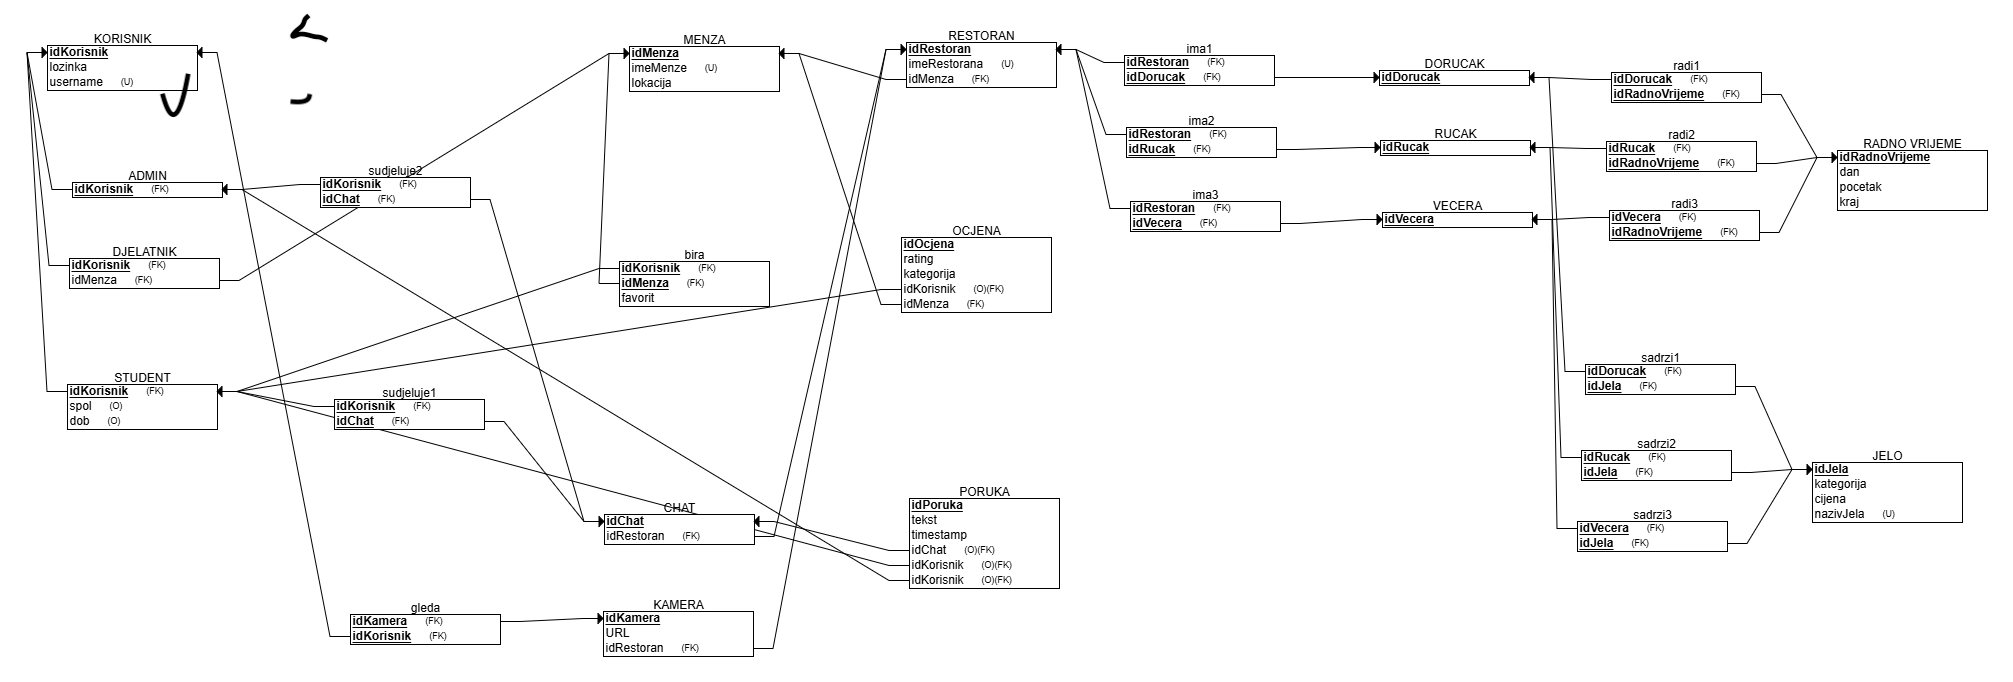 KORISNIK
idKorisnik
lozinka
username (U)
ADMIN
idKorisnik (FK)
DJELATNIK
idKorisnik (FK)
idMenza (FK)
STUDENT
idKorisnik (FK)
spol (O)
dob (O)
sudjeluje2
idKorisnik (FK)
idChat (FK)
sudjeluje1
idKorisnik (FK)
idChat (FK)
gleda
idKamera (FK)
idKorisnik (FK)
MENZA
idMenza
imeMenze (U)
lokacija
bira
idKorisnik (FK)
idMenza (FK)
favorit
CHAT
idChat
idRestoran (FK)
KAMERA
idKamera
URL
idRestoran (FK)
RESTORAN
idRestoran
imeRestorana (U)
idMenza (FK)
OCJENA
idOcjena
rating
kategorija
idKorisnik (O)(FK)
idMenza (FK)
PORUKA
idPoruka
tekst
timestamp
idChat (O)(FK)
idKorisnik (O)(FK)
idKorisnik (O)(FK)
ima1
idRestoran (FK)
idDorucak (FK)
ima2
idRestoran (FK)
idRucak (FK)
ima3
idRestoran (FK)
idVecera (FK)
DORUCAK
idDorucak
RUCAK
idRucak
VECERA
idVecera
radi1
idDorucak (FK)
idRadnoVrijeme (FK)
radi2
idRucak (FK)
idRadnoVrijeme (FK)
radi3
idVecera (FK)
idRadnoVrijeme (FK)
sadrzi1
idDorucak (FK)
idJela (FK)
sadrzi2
idRucak (FK)
idJela (FK)
sadrzi3
idVecera (FK)
idJela (FK)
RADNO VRIJEME
idRadnoVrijeme
dan
pocetak
kraj
JELO
idJela
kategorija
cijena
nazivJela (U)